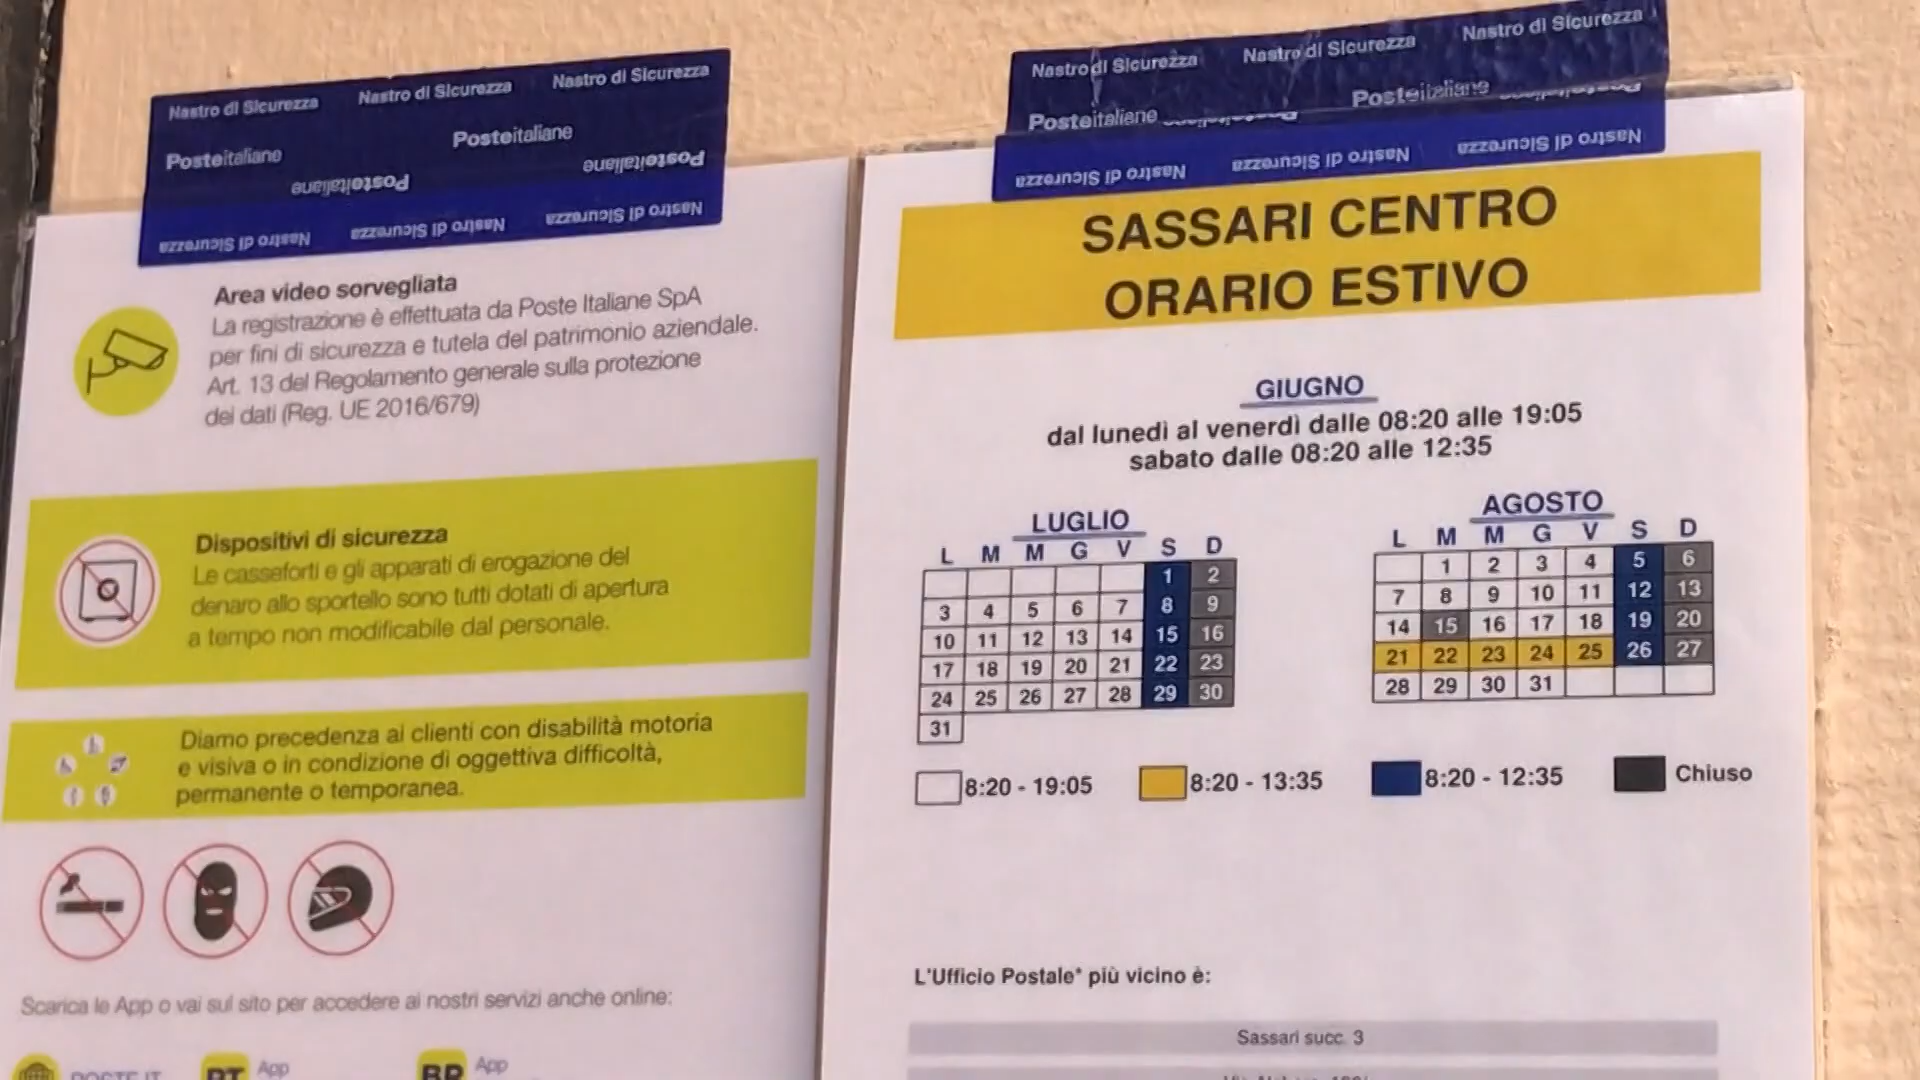 Nastro di Sicurezza Nastro di Sicurezza Nastro di Sicurezza
Posteitaliane Posteitaliane
Posteitaliane Posteitaliane
Nastro di Sicurezza Nastro di Sicurezza Nastro di Sicurezza
Area video sorvegliata
La registrazione è effettuata da Poste Italiane SpA
per fini di sicurezza e tutela del patrimonio aziendale.
Art. 13 del Regolamento generale sulla protezione
dei dati (Reg. UE 2016/679)
Dispositivi di sicurezza
Le casseforti e gli apparati di erogazione del
denaro allo sportello sono tutti dotati di apertura
a tempo non modificabile dal personale.
Diamo precedenza ai clienti con disabilità motoria
e visiva o in condizione di oggettiva difficoltà,
permanente o temporanea.
Scarica le App o vai sul sito per accedere ai nostri servizi anche online:
POSTE.IT PT App BP App
Nastro di Sicurezza Nastro di Sicurezza Nastro di Sicurezza
Posteitaliane Posteitaliane
Nastro di Sicurezza Nastro di Sicurezza Nastro di Sicurezza
SASSARI CENTRO
ORARIO ESTIVO
GIUGNO
dal lunedì al venerdì dalle 08:20 alle 19:05
sabato dalle 08:20 alle 12:35
LUGLIO
L M M G V S D
1 2
3 4 5 6 7 8 9
10 11 12 13 14 15 16
17 18 19 20 21 22 23
24 25 26 27 28 29 30
31
AGOSTO
L M M G V S D
1 2 3 4 5 6
7 8 9 10 11 12 13
14 15 16 17 18 19 20
21 22 23 24 25 26 27
28 29 30 31
8:20 - 19:05 8:20 - 13:35 8:20 - 12:35 Chiuso
L'Ufficio Postale* più vicino è:
Sassari succ. 3